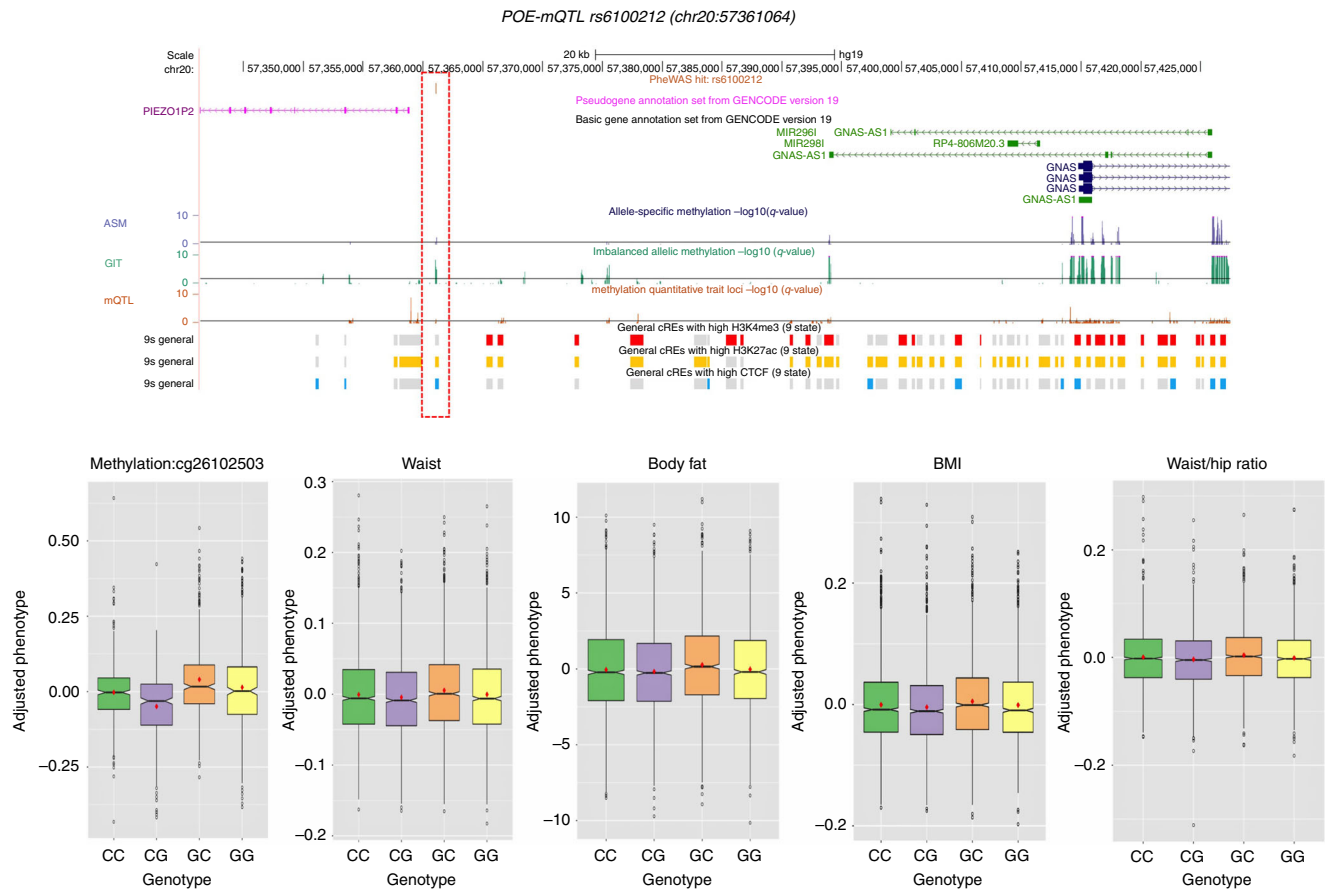 POE-mQTL rs6100212 (chr20:57361064)
Scale 20 kb hg19
chr20: 57,350,000 57,355,000 57,360,000 57,365,000 57,370,000 57,375,000 57,380,000 57,385,000 57,390,000 57,395,000 57,400,000 57,405,000 57,410,000 57,415,000 57,420,000 57,425,000
PheWAS hit: rs6100212
Pseudogene annotation set from GENCODE version 19
PIEZO1P2
Basic gene annotation set from GENCODE version 19
MIR296I GNAS-AS1
MIR298I RP4-806M20.3
GNAS-AS1
GNAS
GNAS
GNAS
GNAS-AS1
Allele-specific methylation –log10(q-value)
ASM 10
0
Imbalanced allelic methylation –log10 (q-value)
GIT 10
0
methylation quantitative trait loci –log10 (q-value)
mQTL 10
0
General cREs with high H3K4me3 (9 state)
9s general
General cREs with high H3K27ac (9 state)
9s general
General cREs with high CTCF (9 state)
9s general
Methylation:cg26102503
Adjusted phenotype
0.50
0.25
0.00
–0.25
CC CG GC GG
Genotype
Waist
Adjusted phenotype
0.3
0.2
0.1
0.0
–0.1
–0.2
CC CG GC GG
Genotype
Body fat
Adjusted phenotype
10
5
0
–5
–10
CC CG GC GG
Genotype
BMI
Adjusted phenotype
0.2
0.0
–0.2
CC CG GC GG
Genotype
Waist/hip ratio
Adjusted phenotype
0.2
0.0
–0.2
CC CG GC GG
Genotype